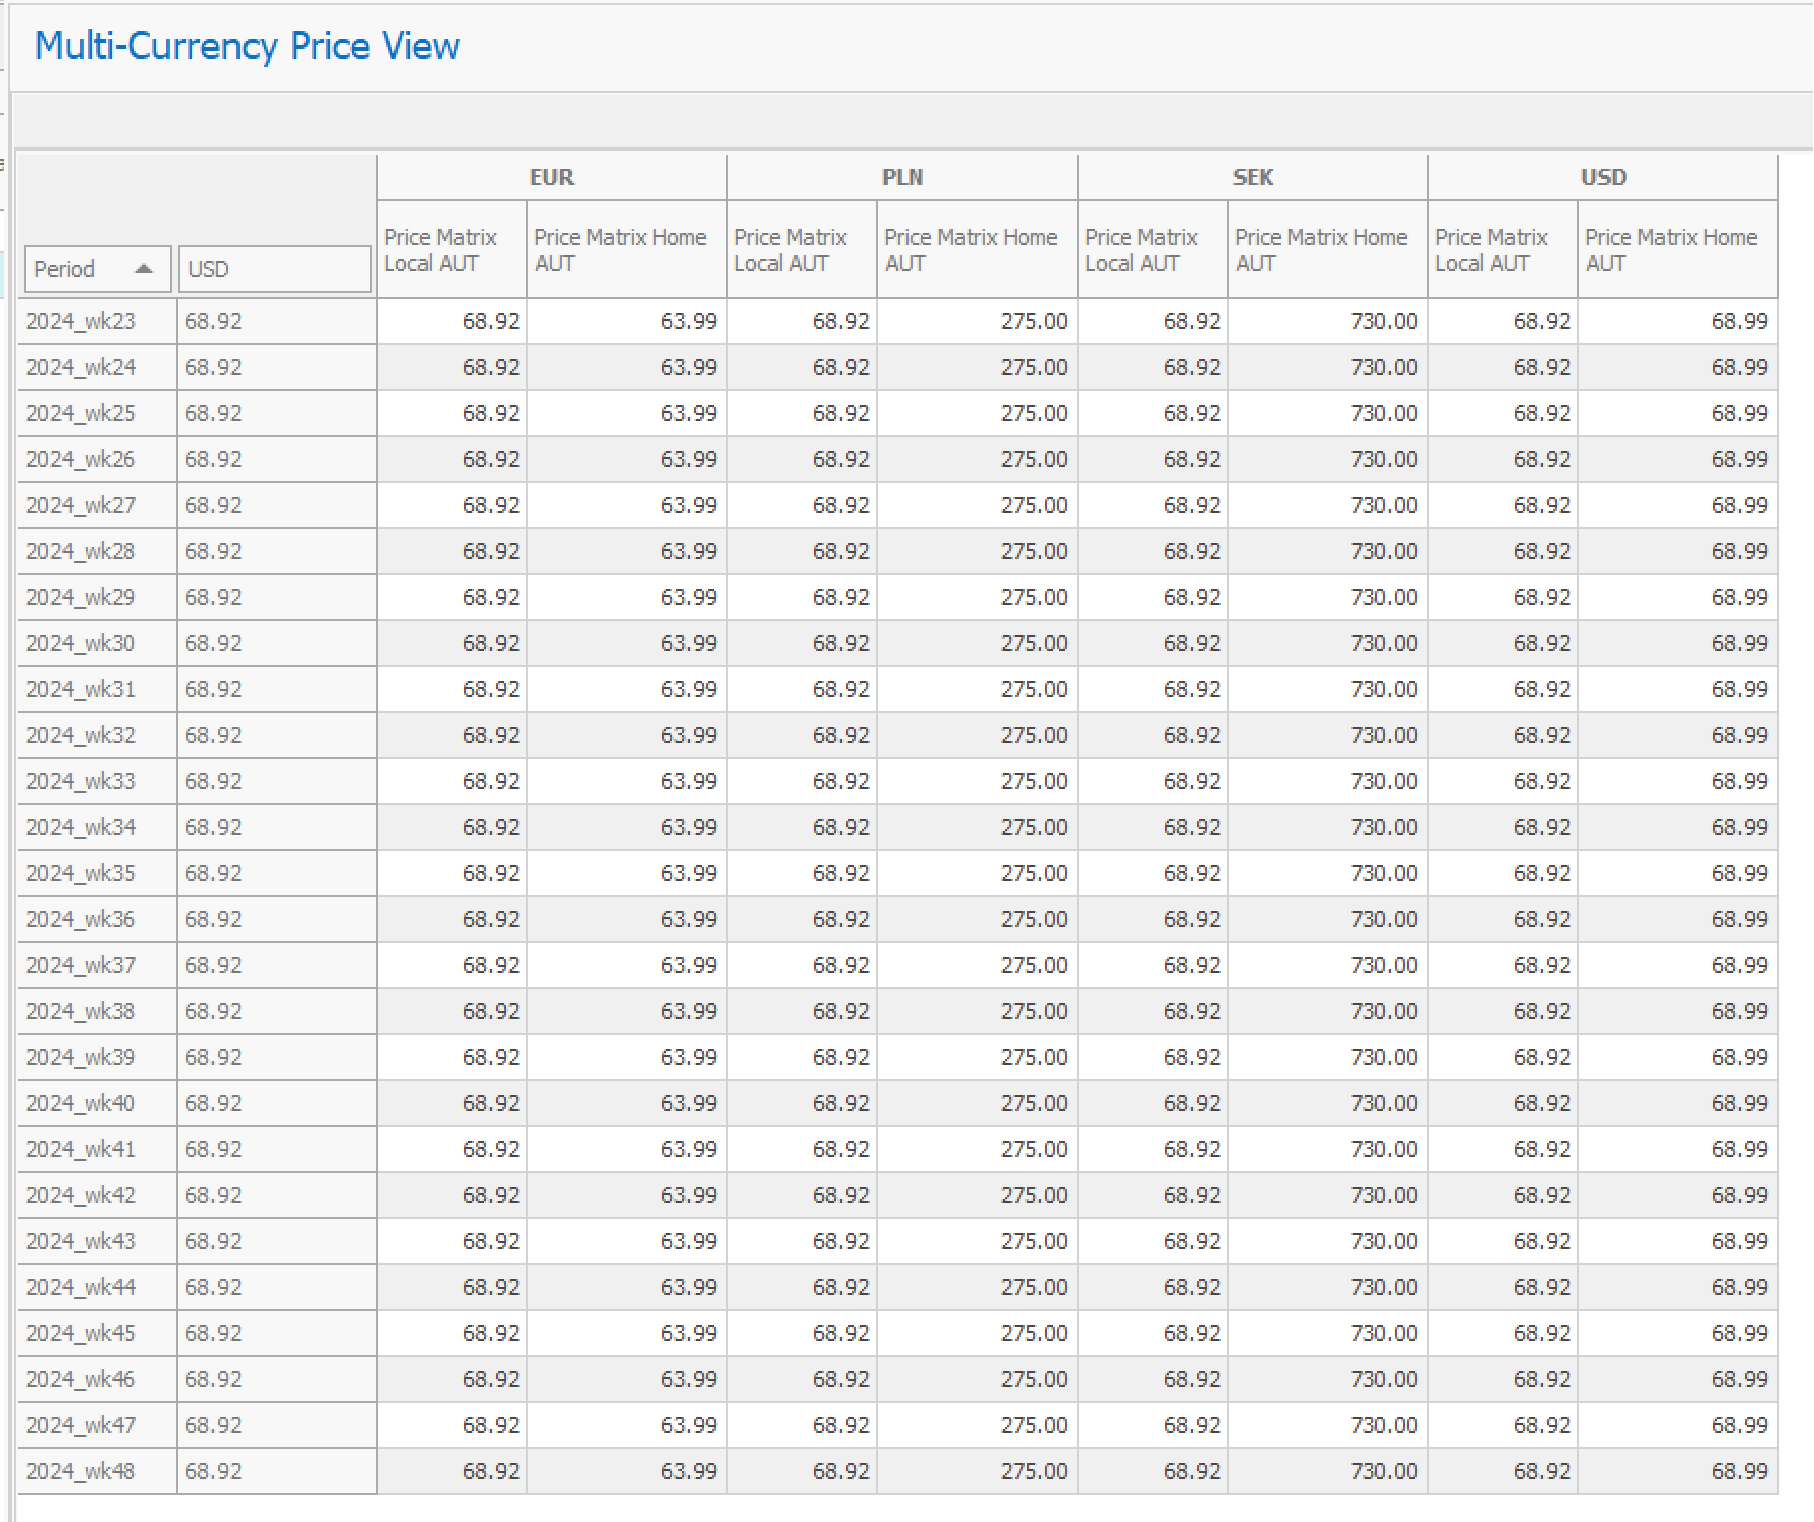 Multi-Currency Price View
EUR PLN SEK USD
Period USD Price Matrix Local AUT Price Matrix Home AUT Price Matrix Local AUT Price Matrix Home AUT Price Matrix Local AUT Price Matrix Home AUT Price Matrix Local AUT Price Matrix Home AUT
2024_wk23 68.92 68.92 63.99 68.92 275.00 68.92 730.00 68.92 68.99
2024_wk24 68.92 68.92 63.99 68.92 275.00 68.92 730.00 68.92 68.99
2024_wk25 68.92 68.92 63.99 68.92 275.00 68.92 730.00 68.92 68.99
2024_wk26 68.92 68.92 63.99 68.92 275.00 68.92 730.00 68.92 68.99
2024_wk27 68.92 68.92 63.99 68.92 275.00 68.92 730.00 68.92 68.99
2024_wk28 68.92 68.92 63.99 68.92 275.00 68.92 730.00 68.92 68.99
2024_wk29 68.92 68.92 63.99 68.92 275.00 68.92 730.00 68.92 68.99
2024_wk30 68.92 68.92 63.99 68.92 275.00 68.92 730.00 68.92 68.99
2024_wk31 68.92 68.92 63.99 68.92 275.00 68.92 730.00 68.92 68.99
2024_wk32 68.92 68.92 63.99 68.92 275.00 68.92 730.00 68.92 68.99
2024_wk33 68.92 68.92 63.99 68.92 275.00 68.92 730.00 68.92 68.99
2024_wk34 68.92 68.92 63.99 68.92 275.00 68.92 730.00 68.92 68.99
2024_wk35 68.92 68.92 63.99 68.92 275.00 68.92 730.00 68.92 68.99
2024_wk36 68.92 68.92 63.99 68.92 275.00 68.92 730.00 68.92 68.99
2024_wk37 68.92 68.92 63.99 68.92 275.00 68.92 730.00 68.92 68.99
2024_wk38 68.92 68.92 63.99 68.92 275.00 68.92 730.00 68.92 68.99
2024_wk39 68.92 68.92 63.99 68.92 275.00 68.92 730.00 68.92 68.99
2024_wk40 68.92 68.92 63.99 68.92 275.00 68.92 730.00 68.92 68.99
2024_wk41 68.92 68.92 63.99 68.92 275.00 68.92 730.00 68.92 68.99
2024_wk42 68.92 68.92 63.99 68.92 275.00 68.92 730.00 68.92 68.99
2024_wk43 68.92 68.92 63.99 68.92 275.00 68.92 730.00 68.92 68.99
2024_wk44 68.92 68.92 63.99 68.92 275.00 68.92 730.00 68.92 68.99
2024_wk45 68.92 68.92 63.99 68.92 275.00 68.92 730.00 68.92 68.99
2024_wk46 68.92 68.92 63.99 68.92 275.00 68.92 730.00 68.92 68.99
2024_wk47 68.92 68.92 63.99 68.92 275.00 68.92 730.00 68.92 68.99
2024_wk48 68.92 68.92 63.99 68.92 275.00 68.92 730.00 68.92 68.99